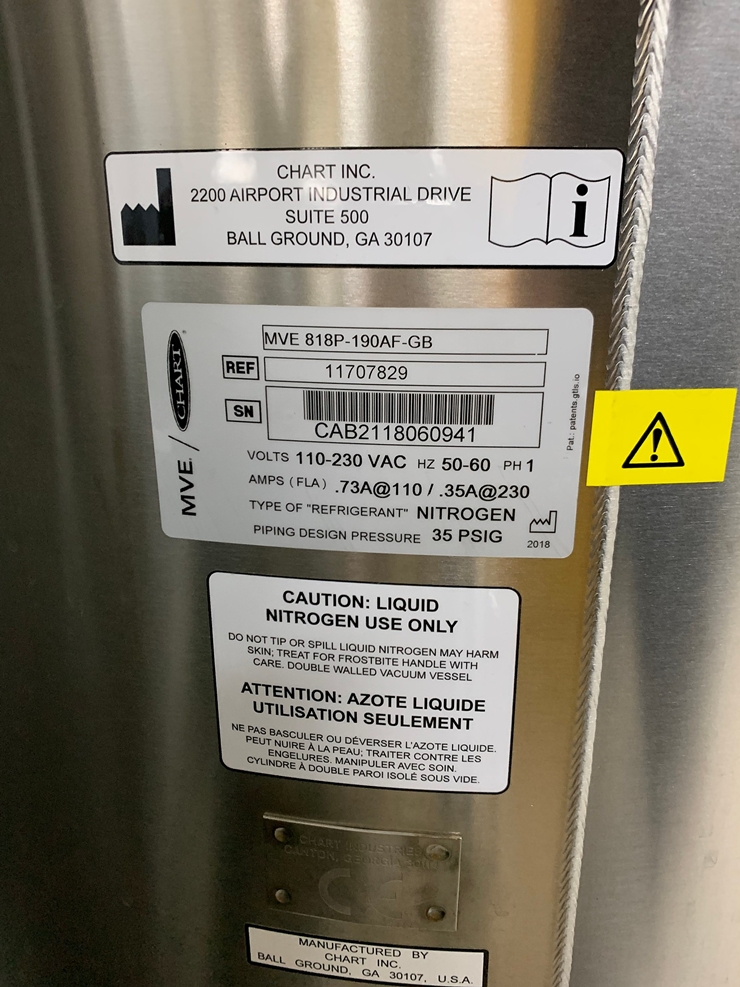 CHART INC.
2200 AIRPORT INDUSTRIAL DRIVE
SUITE 500
BALL GROUND, GA 30107
i
MVE / CHART
MVE 818P-190AF-GB
REF 11707829
SN
CAB2118060941
Pat.: patents.gtls.io
VOLTS 110-230 VAC HZ 50-60 PH 1
AMPS (FLA) .73A@110 / .35A@230
TYPE OF "REFRIGERANT" NITROGEN
PIPING DESIGN PRESSURE 35 PSIG
2018
CAUTION: LIQUID
NITROGEN USE ONLY
DO NOT TIP OR SPILL LIQUID NITROGEN MAY HARM
SKIN; TREAT FOR FROSTBITE HANDLE WITH
CARE. DOUBLE WALLED VACUUM VESSEL
ATTENTION: AZOTE LIQUIDE
UTILISATION SEULEMENT
NE PAS BASCULER OU DÉVERSER L'AZOTE LIQUIDE.
PEUT NUIRE À LA PEAU; TRAITER CONTRE LES
ENGELURES. MANIPULER AVEC SOIN.
CYLINDRE À DOUBLE PAROI ISOLÉ SOUS VIDE.
CHART INDUSTRIES
CANTON, GEORGIA
CE
MANUFACTURED BY
CHART INC.
BALL GROUND, GA 30107, U.S.A.